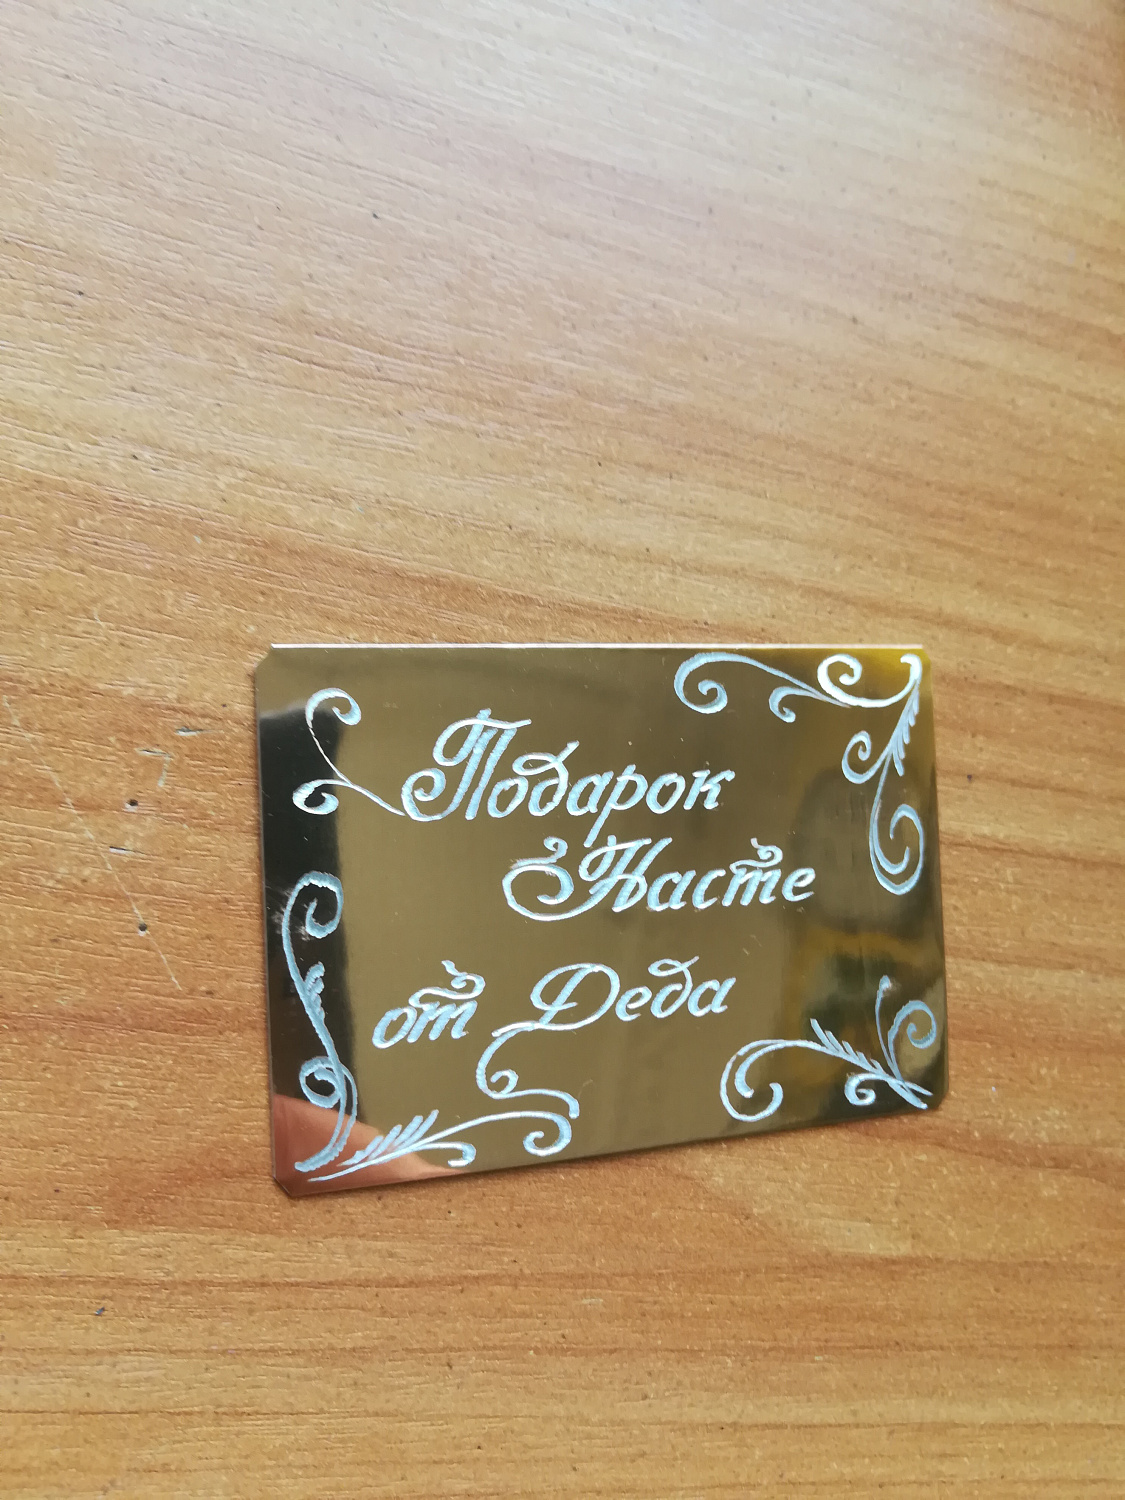 Подарок
Насте
от Деда